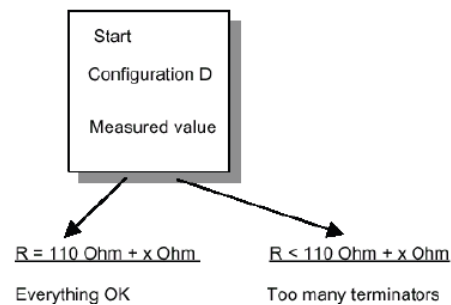 Start
Configuration D
Measured value
R = 110 Ohm + x Ohm
R < 110 Ohm + x Ohm
Everything OK
Too many terminators